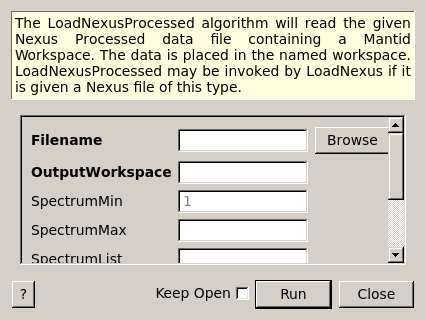 The LoadNexusProcessed algorithm will read the given
Nexus Processed data file containing a Mantid
Workspace. The data is placed in the named workspace.
LoadNexusProcessed may be invoked by LoadNexus if it
is given a Nexus file of this type.
Filename
Browse
OutputWorkspace
SpectrumMin 1
SpectrumMax
SpectrumList
? Keep Open Run Close